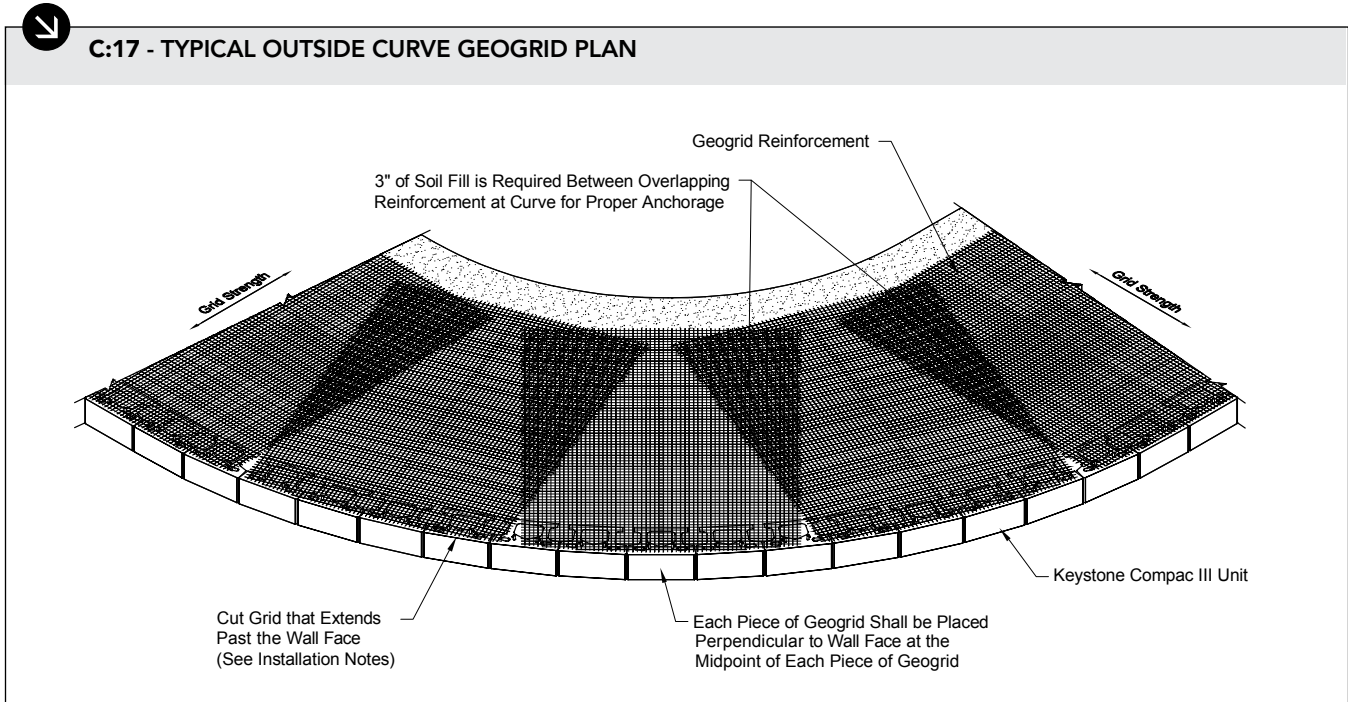 C:17 - TYPICAL OUTSIDE CURVE GEOGRID PLAN
Geogrid Reinforcement
3" of Soil Fill is Required Between Overlapping
Reinforcement at Curve for Proper Anchorage
Grid Strength
Grid Strength
Keystone Compac III Unit
Cut Grid that Extends
Past the Wall Face
(See Installation Notes)
Each Piece of Geogrid Shall be Placed
Perpendicular to Wall Face at the
Midpoint of Each Piece of Geogrid